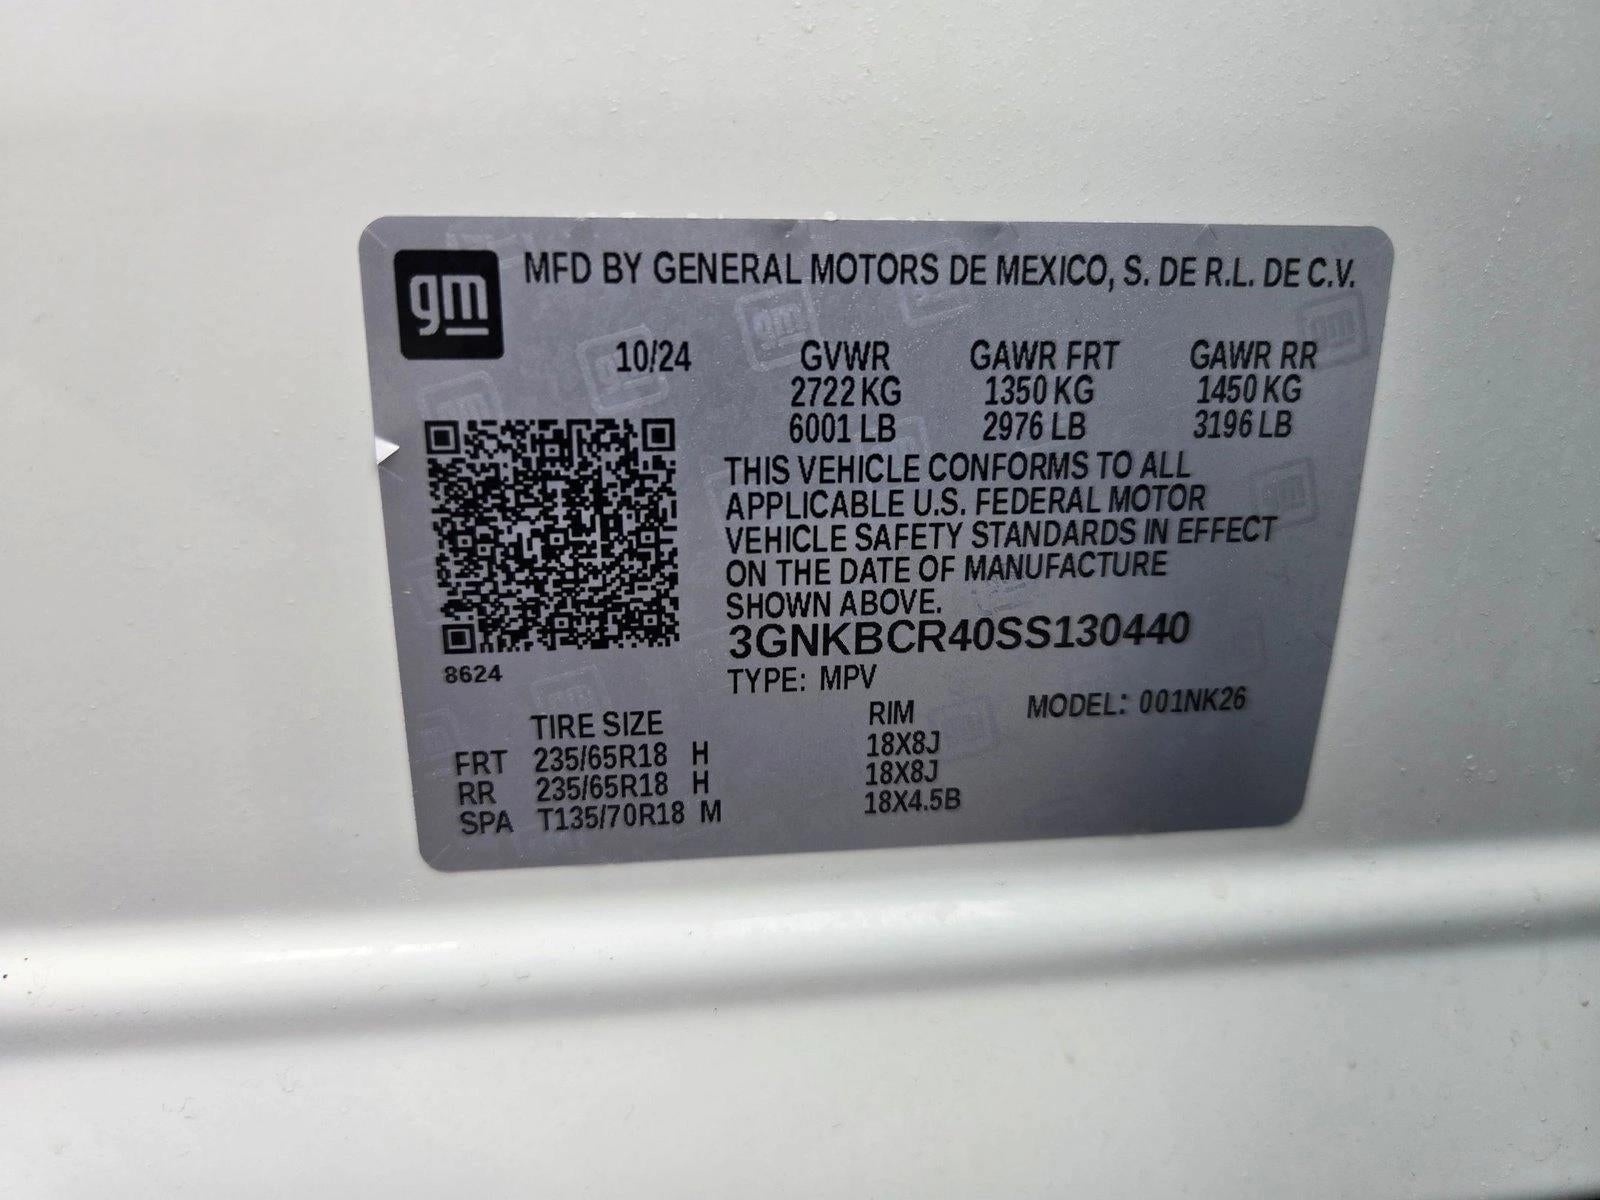 gm
MFD BY GENERAL MOTORS DE MEXICO, S. DE R.L. DE C.V.
10/24 GVWR GAWR FRT GAWR RR
2722 KG 1350 KG 1450 KG
6001 LB 2976 LB 3196 LB
THIS VEHICLE CONFORMS TO ALL
APPLICABLE U.S. FEDERAL MOTOR
VEHICLE SAFETY STANDARDS IN EFFECT
ON THE DATE OF MANUFACTURE
SHOWN ABOVE.
3GNKBCR40SS130440
8624
TYPE: MPV
MODEL: 001NK26
TIRE SIZE RIM
FRT 235/65R18 H 18X8J
RR 235/65R18 H 18X8J
SPA T135/70R18 M 18X4.5B